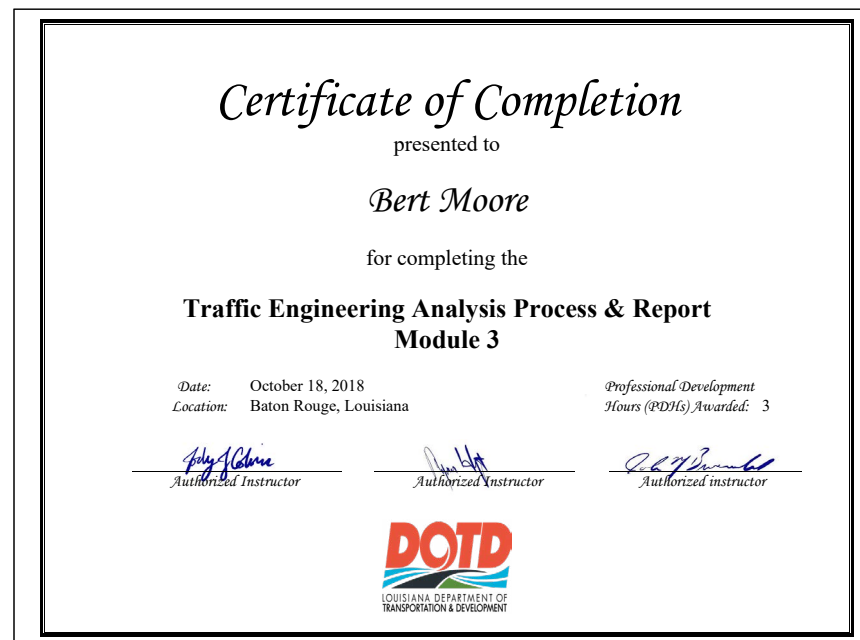 Certificate of Completion
presented to
Bert Moore
for completing the
Traffic Engineering Analysis Process & Report
Module 3
Date: October 18, 2018
Location: Baton Rouge, Louisiana
Professional Development
Hours (PDHs) Awarded: 3
Authorized Instructor
Authorized Instructor
Authorized instructor
DOTD
LOUISIANA DEPARTMENT OF
TRANSPORTATION & DEVELOPMENT